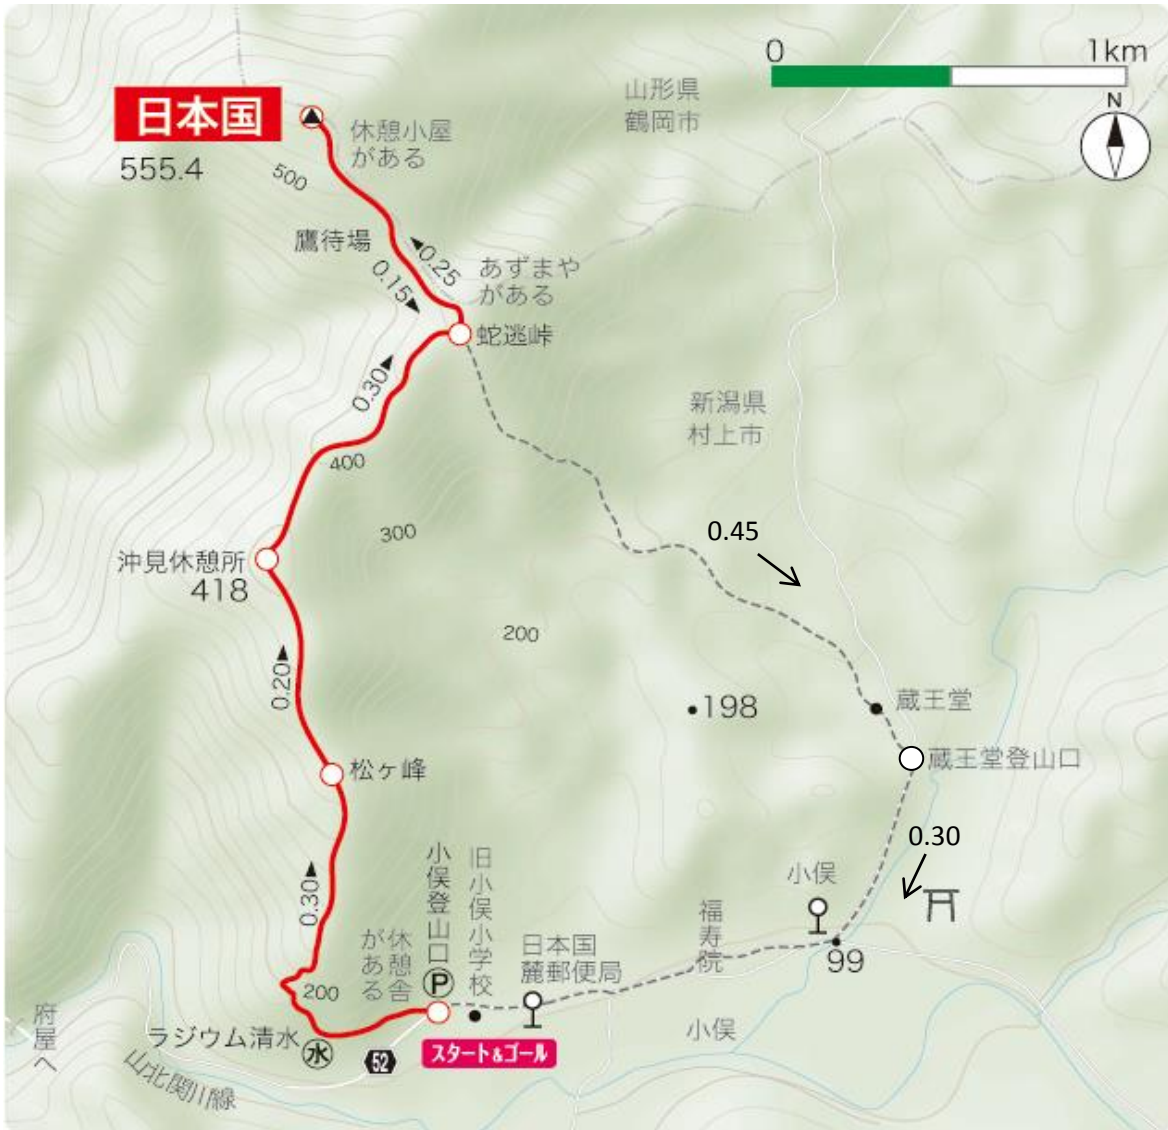 0
1km
N
山形県
鶴岡市
日本国
555.4
休憩小屋
がある
500
鷹待場
0.25
0.15
あずまや
がある
蛇逃峠
0.30
新潟県
村上市
400
300
0.45
沖見休憩所
418
200
0.20
198
蔵王堂
蔵王堂登山口
松ヶ峰
0.30
0.30
小俣
小俣登山口
旧小俣小学校
休憩舎
がある
福寿院
日本国
麓郵便局
99
P
200
小俣
府屋へ
ラジウム清水
水
52
スタート&ゴール
山北関川線